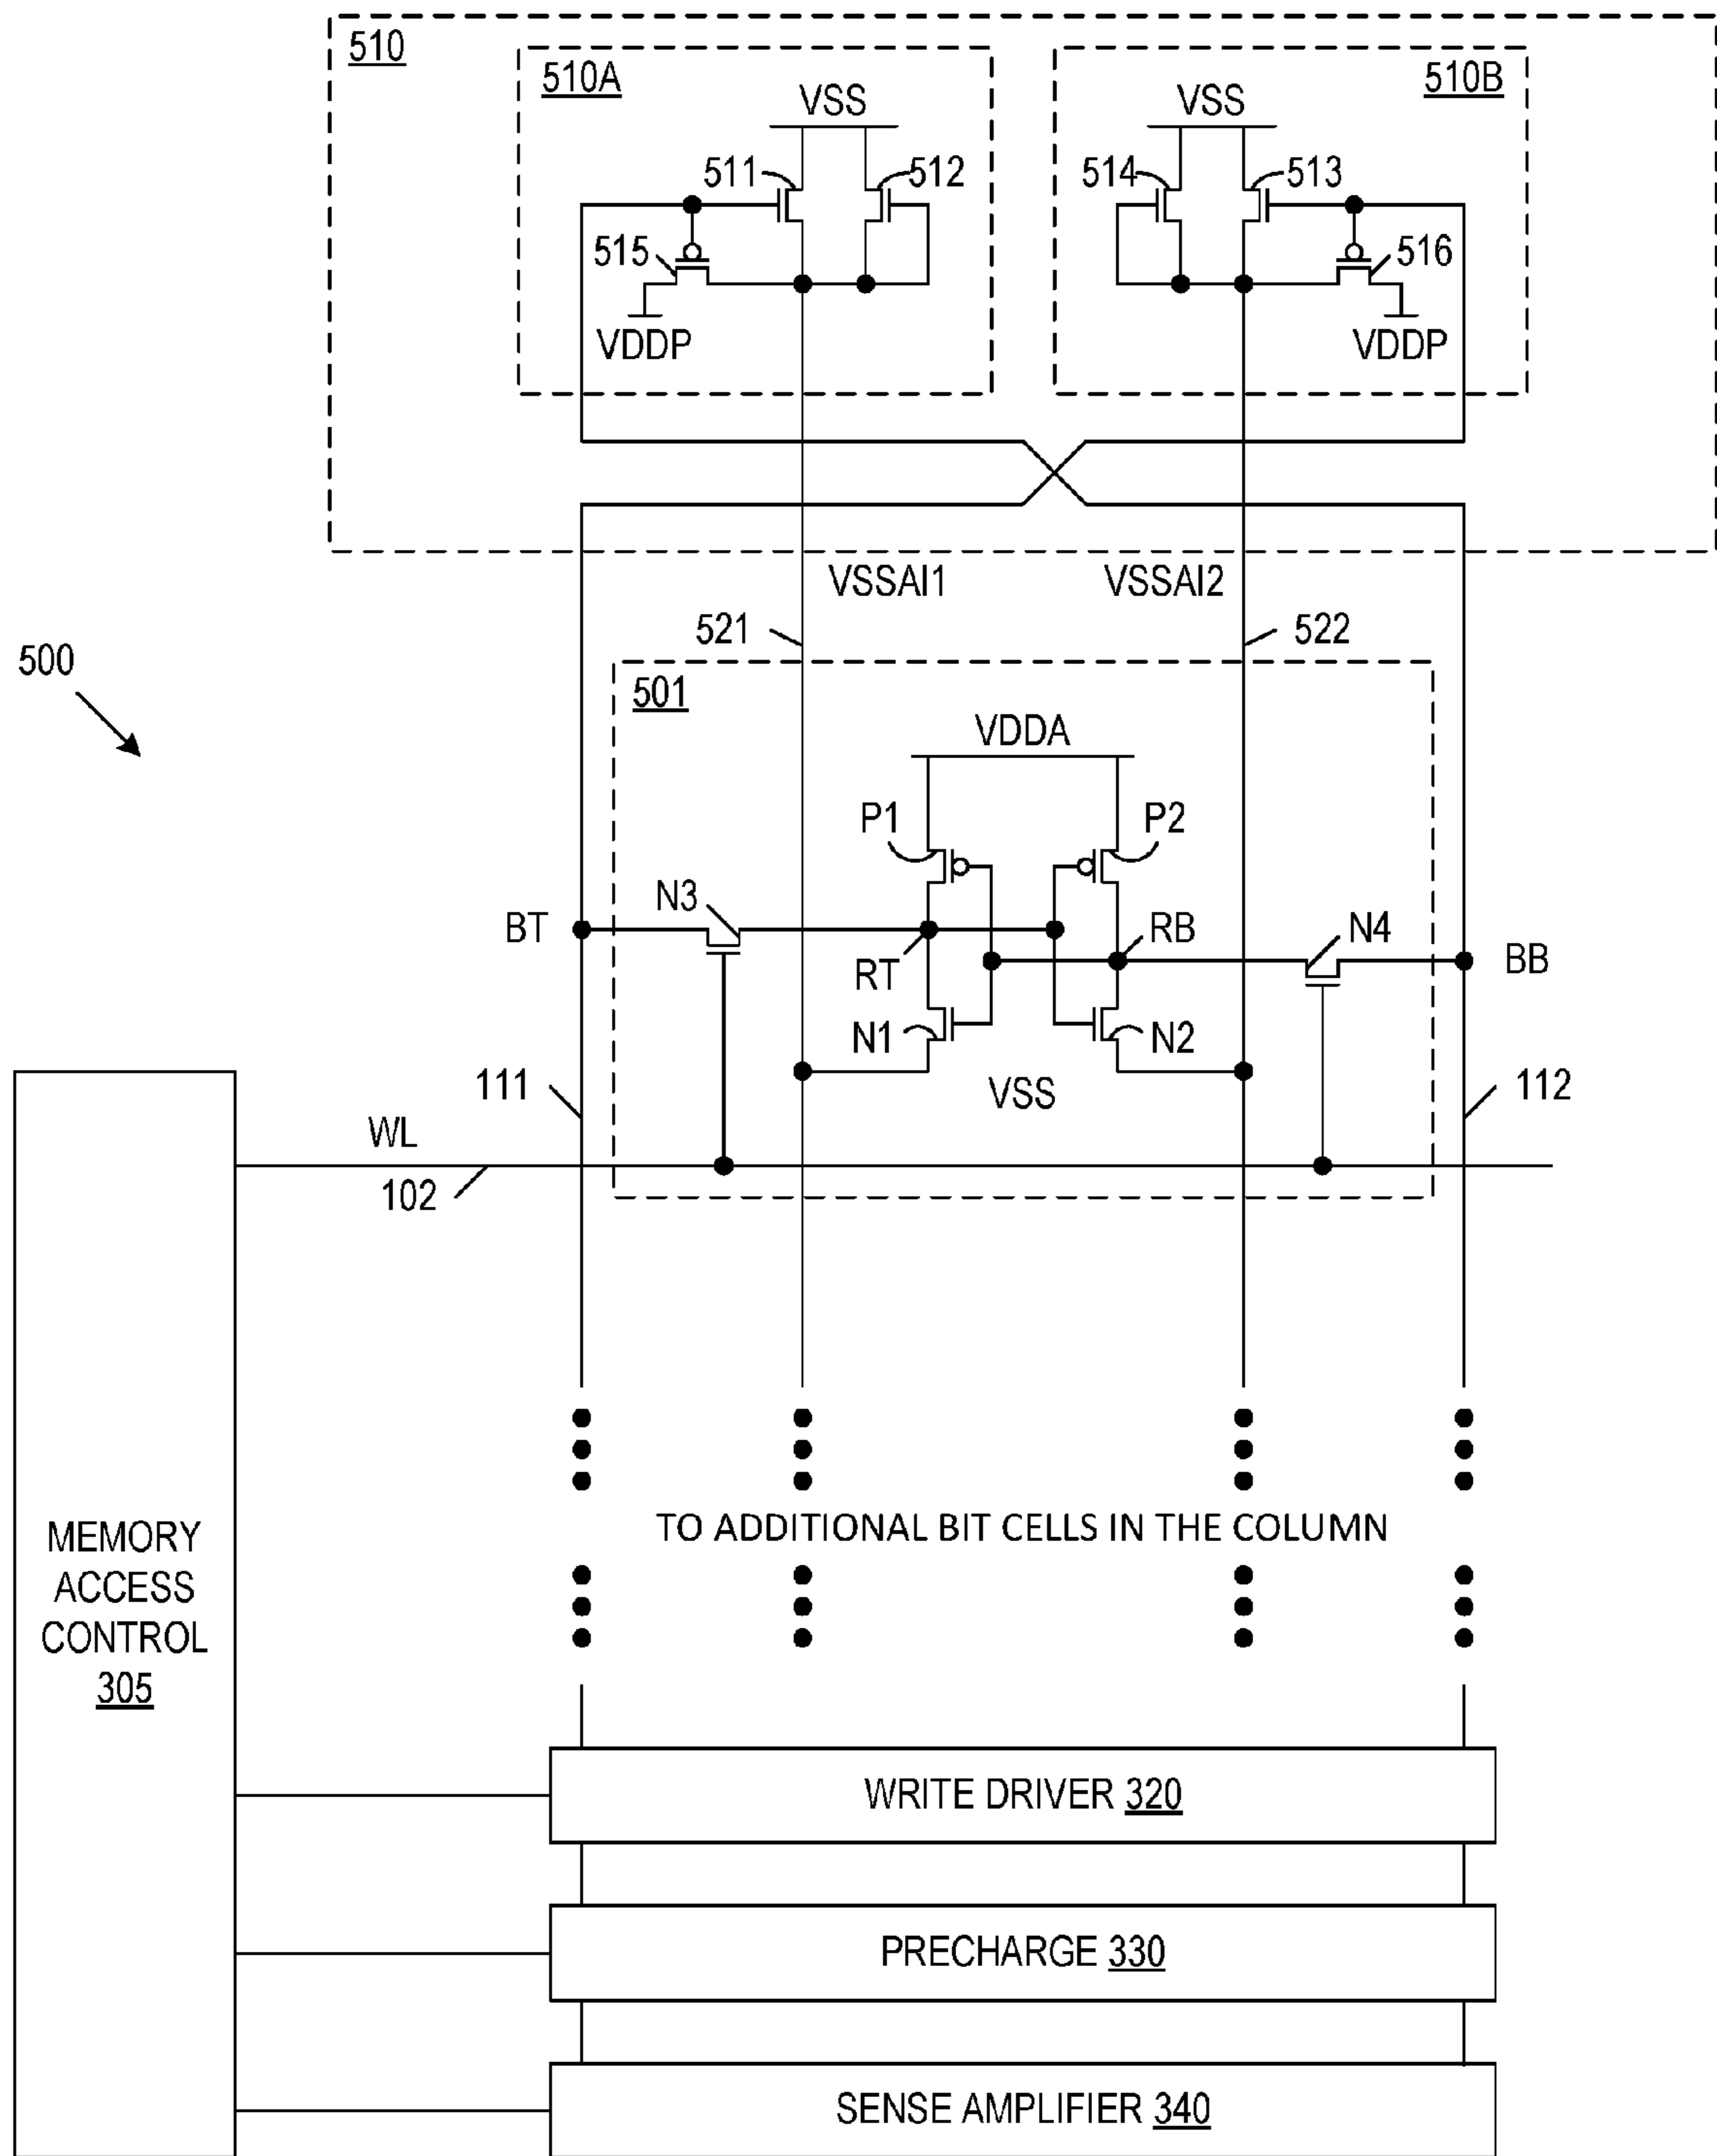 510
510A
510B
VSS
VSS
511
512
514
513
515
516
VDDP
VDDP
VSSAI1
VSSAI2
521
522
500
501
VDDA
P1
P2
N3
BT
RB
N4
BB
RT
N1
N2
VSS
111
112
WL
102
MEMORY
ACCESS
CONTROL
305
TO ADDITIONAL BIT CELLS IN THE COLUMN
WRITE DRIVER 320
PRECHARGE 330
SENSE AMPLIFIER 340